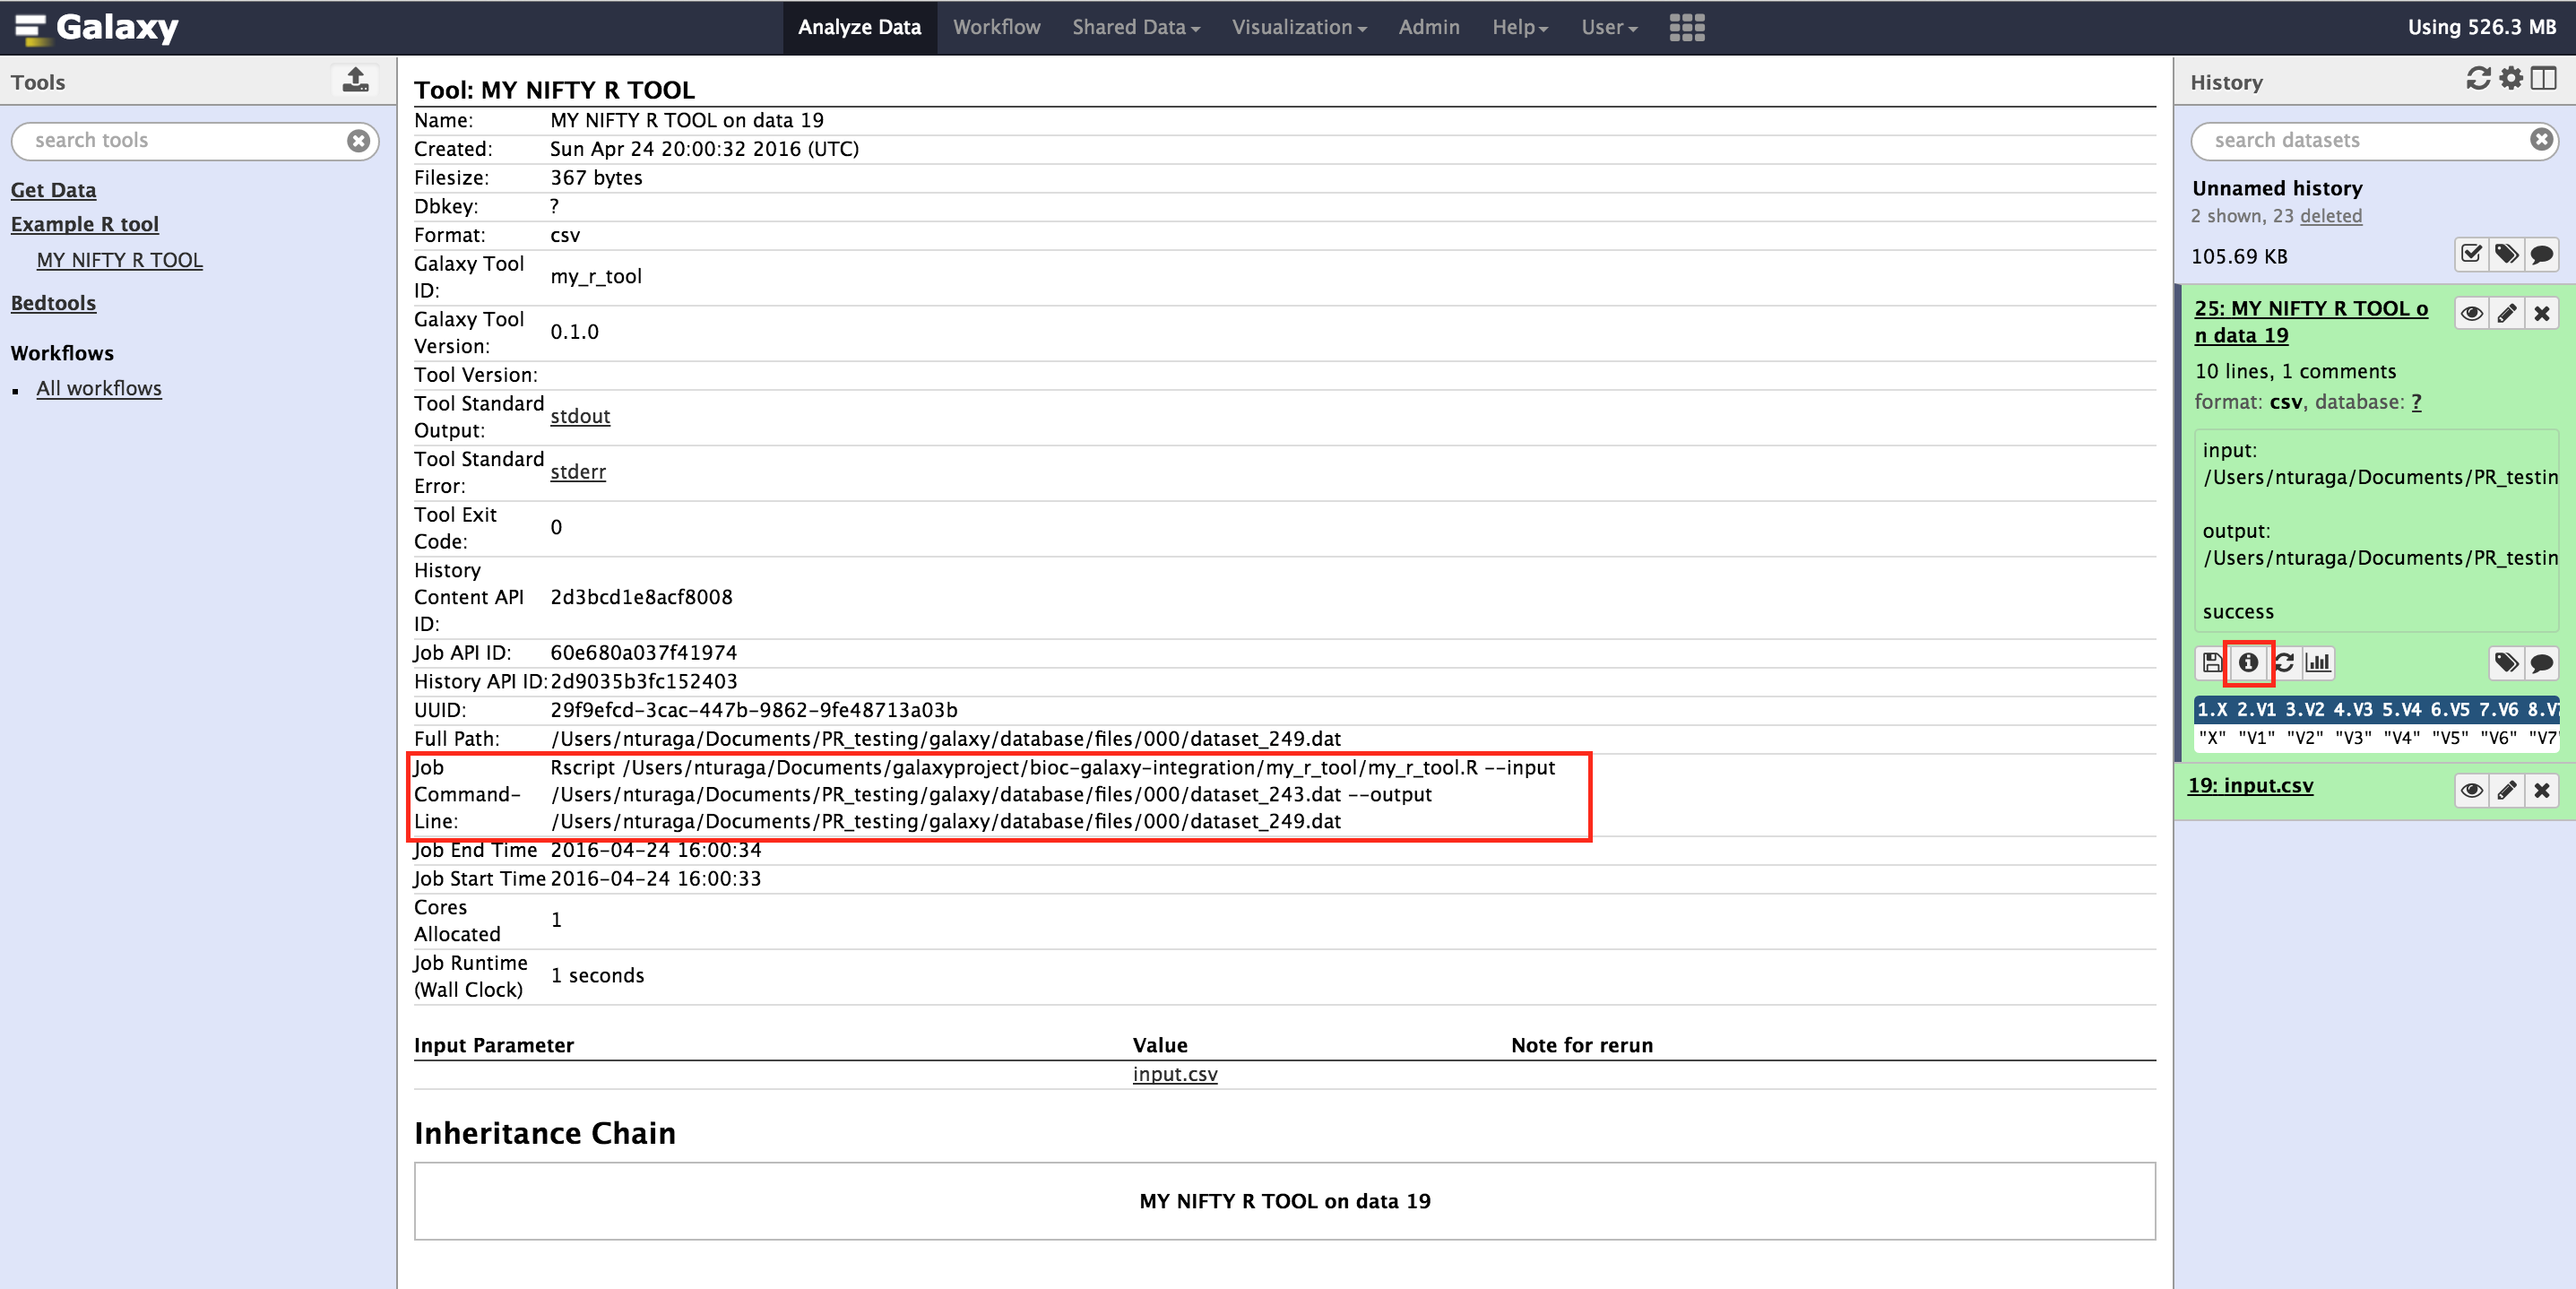 Galaxy
Analyze Data
Workflow
Shared Data
Visualization
Admin
Help
User
Using 526.3 MB
Tools
search tools
Get Data
Example R tool
MY NIFTY R TOOL
Bedtools
Workflows
All workflows
Tool: MY NIFTY R TOOL
Name: MY NIFTY R TOOL on data 19
Created: Sun Apr 24 20:00:32 2016 (UTC)
Filesize: 367 bytes
Dbkey: ?
Format: csv
Galaxy Tool
ID:
my_r_tool
Galaxy Tool
Version:
0.1.0
Tool Version:
Tool Standard
Output:
stdout
Tool Standard
Error:
stderr
Tool Exit
Code:
0
History
Content API
ID:
2d3bcd1e8acf8008
Job API ID: 60e680a037f41974
History API ID: 2d9035b3fc152403
UUID: 29f9efcd-3cac-447b-9862-9fe48713a03b
Full Path: /Users/nturaga/Documents/PR_testing/galaxy/database/files/000/dataset_249.dat
Job Rscript /Users/nturaga/Documents/galaxyproject/bioc-galaxy-integration/my_r_tool/my_r_tool.R --input
Command- /Users/nturaga/Documents/PR_testing/galaxy/database/files/000/dataset_243.dat --output
Line: /Users/nturaga/Documents/PR_testing/galaxy/database/files/000/dataset_249.dat
Job End Time 2016-04-24 16:00:34
Job Start Time 2016-04-24 16:00:33
Cores
Allocated
1
Job Runtime
(Wall Clock)
1 seconds
Input Parameter Value Note for rerun
input.csv
Inheritance Chain
MY NIFTY R TOOL on data 19
History
search datasets
Unnamed history
2 shown, 23 deleted
105.69 KB
25: MY NIFTY R TOOL o
n data 19
10 lines, 1 comments
format: csv, database: ?
input:
/Users/nturaga/Documents/PR_testin
output:
/Users/nturaga/Documents/PR_testin
success
1.X 2.V1 3.V2 4.V3 5.V4 6.V5 7.V6 8.V7
"X" "V1" "V2" "V3" "V4" "V5" "V6" "V7
19: input.csv